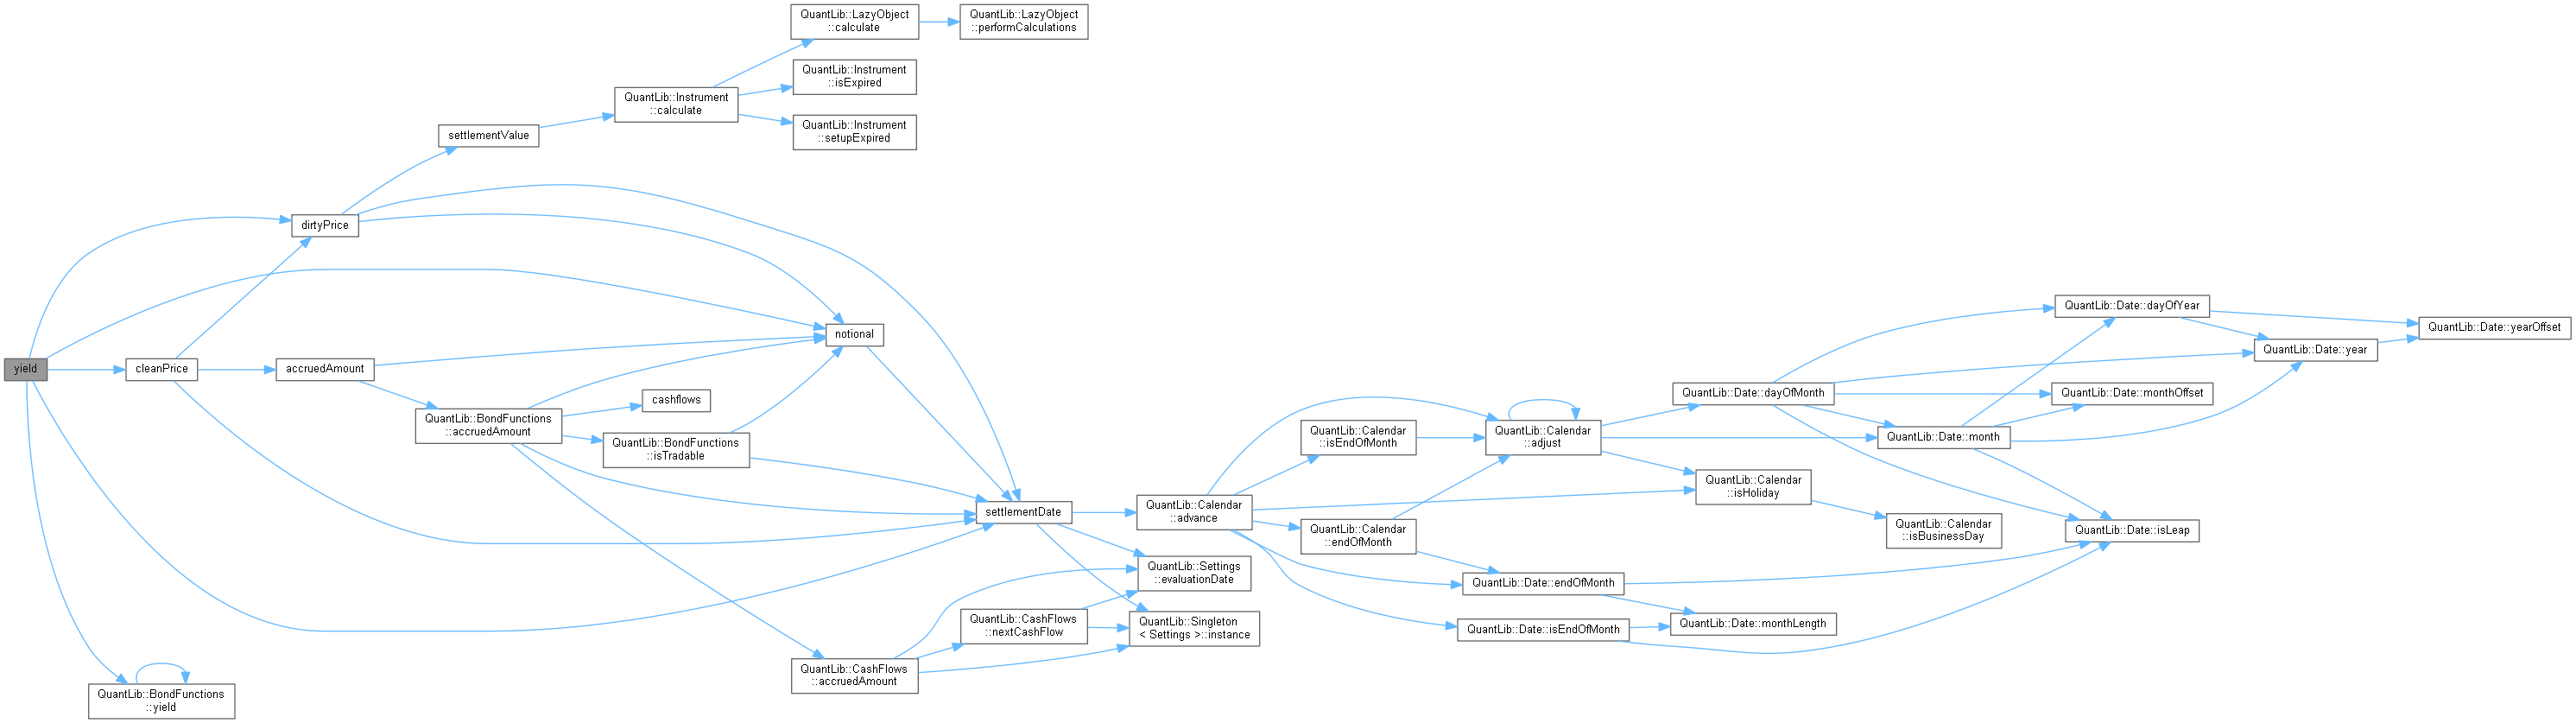 yield
dirtyPrice
cleanPrice
QuantLib::BondFunctions
::yield
accruedAmount
settlementValue
QuantLib::BondFunctions
::accruedAmount
QuantLib::Instrument
::calculate
cashflows
QuantLib::BondFunctions
::isTradable
QuantLib::LazyObject
::calculate
QuantLib::Instrument
::isExpired
QuantLib::Instrument
::setupExpired
notional
QuantLib::CashFlows
::accruedAmount
QuantLib::LazyObject
::performCalculations
settlementDate
QuantLib::CashFlows
::nextCashFlow
QuantLib::Calendar
::advance
QuantLib::Settings
::evaluationDate
QuantLib::Singleton
< Settings >::instance
QuantLib::Calendar
::isEndOfMonth
QuantLib::Calendar
::endOfMonth
QuantLib::Calendar
::adjust
QuantLib::Date::endOfMonth
QuantLib::Date::isEndOfMonth
QuantLib::Date::dayOfMonth
QuantLib::Calendar
::isHoliday
QuantLib::Date::monthLength
QuantLib::Date::month
QuantLib::Calendar
::isBusinessDay
QuantLib::Date::dayOfYear
QuantLib::Date::monthOffset
QuantLib::Date::isLeap
QuantLib::Date::year
QuantLib::Date::yearOffset